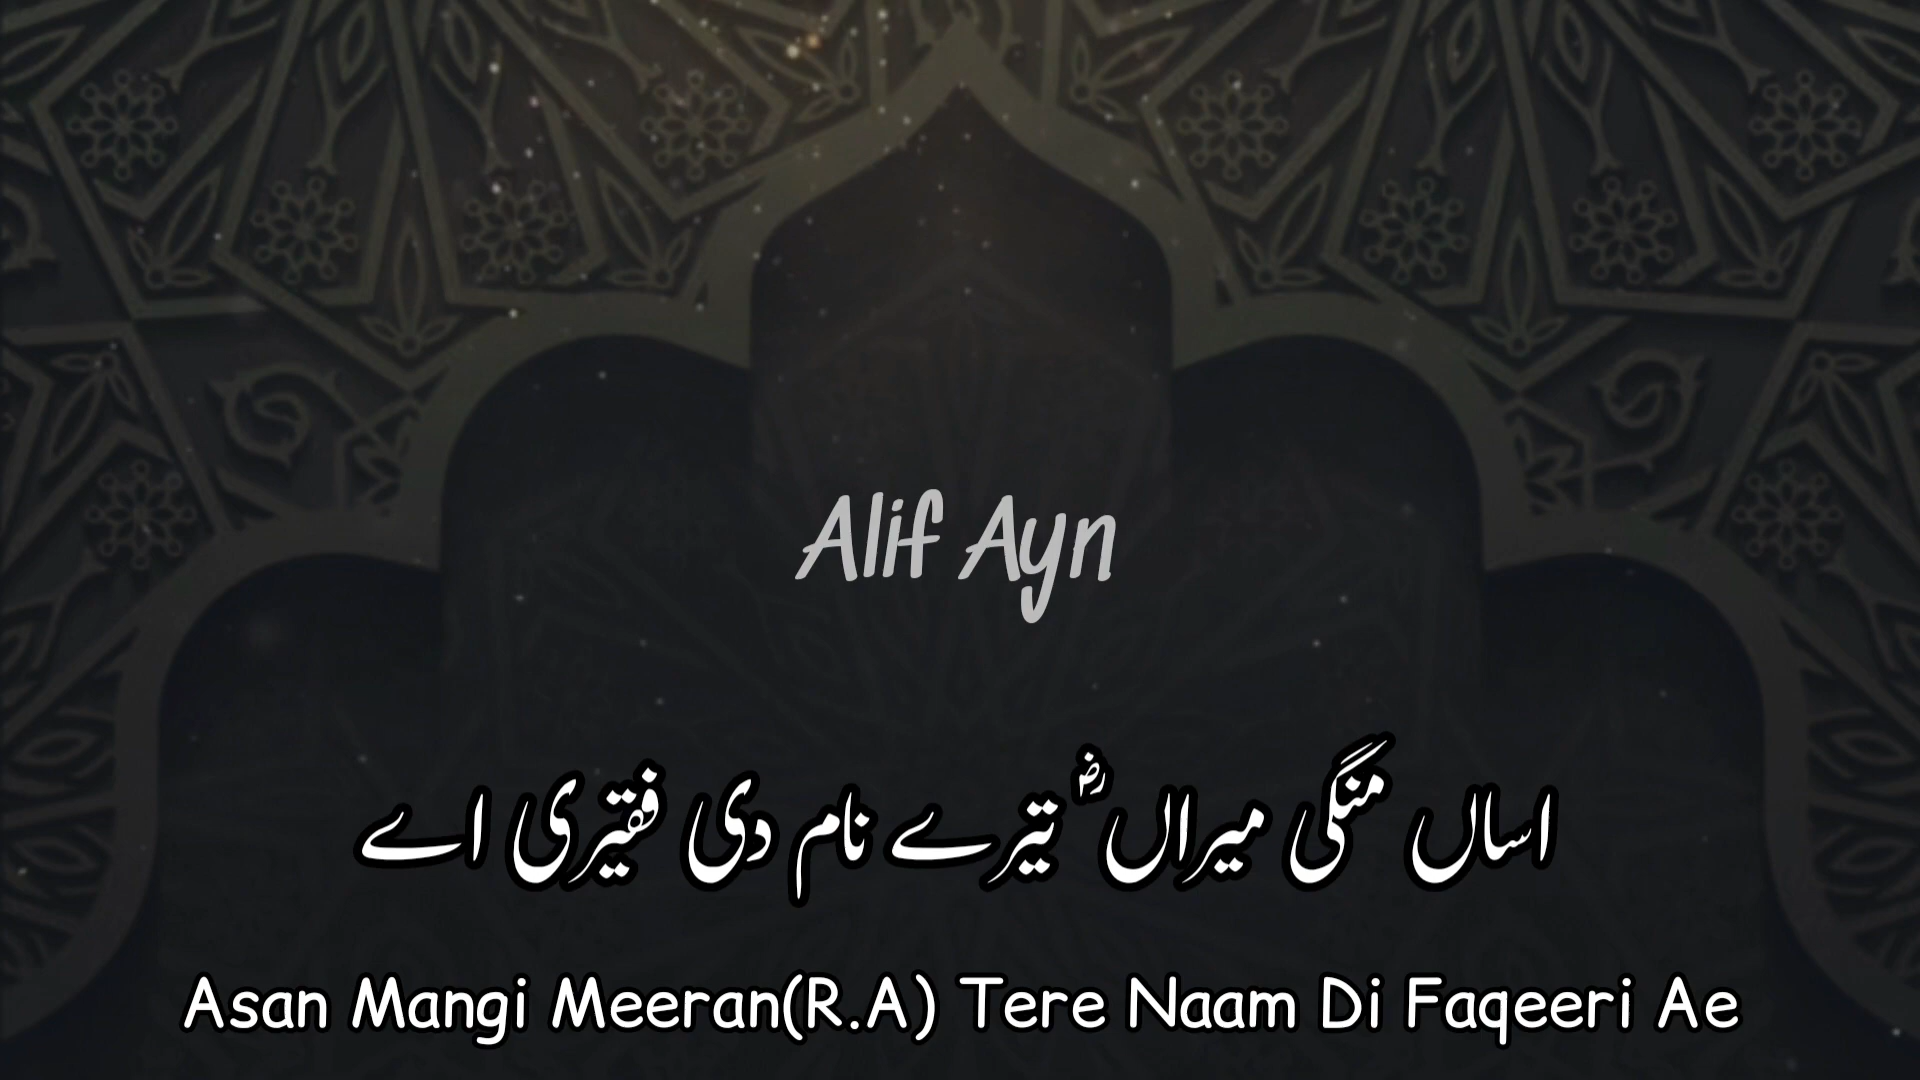 Alif Ayn
اساں منگی میراںؓ تیرے نام دی فقیری اے
Asan Mangi Meeran(R.A) Tere Naam Di Faqeeri Ae